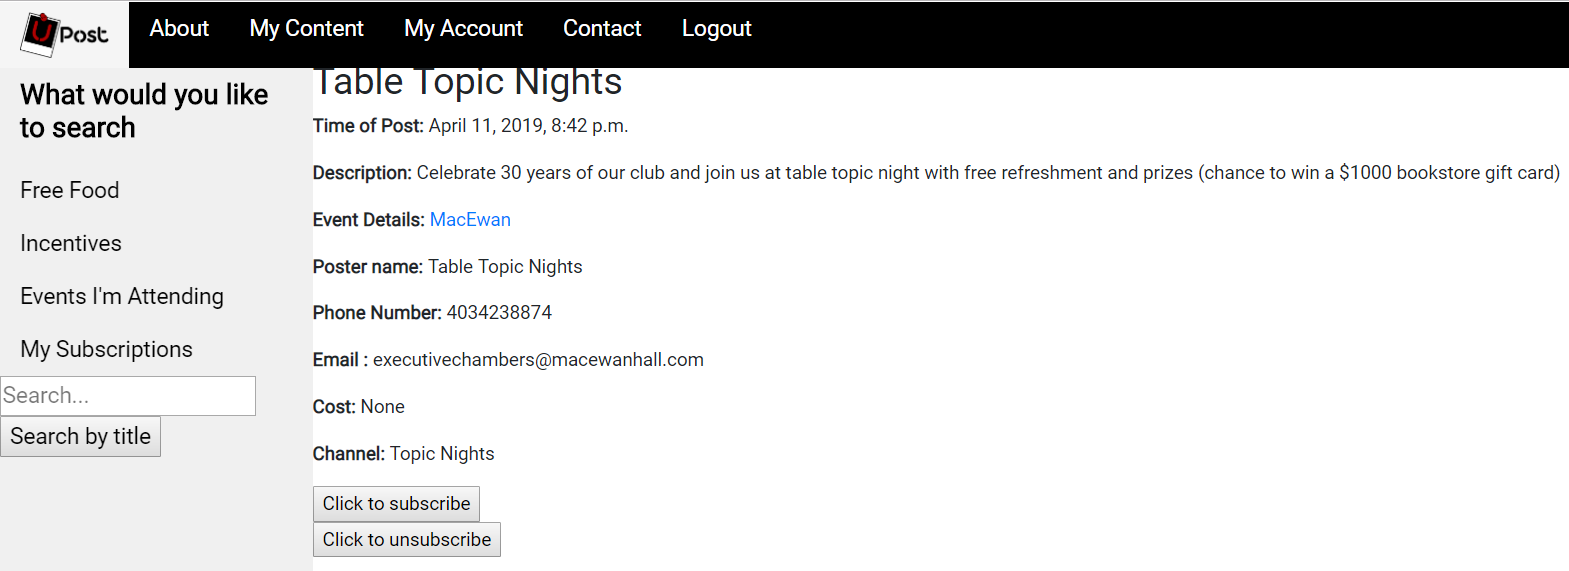 UPost
About
My Content
My Account
Contact
Logout
What would you like
to search
Free Food
Incentives
Events I'm Attending
My Subscriptions
Search...
Search by title
Table Topic Nights
Time of Post: April 11, 2019, 8:42 p.m.
Description: Celebrate 30 years of our club and join us at table topic night with free refreshment and prizes (chance to win a $1000 bookstore gift card)
Event Details: MacEwan
Poster name: Table Topic Nights
Phone Number: 4034238874
Email : executivechambers@macewanhall.com
Cost: None
Channel: Topic Nights
Click to subscribe
Click to unsubscribe